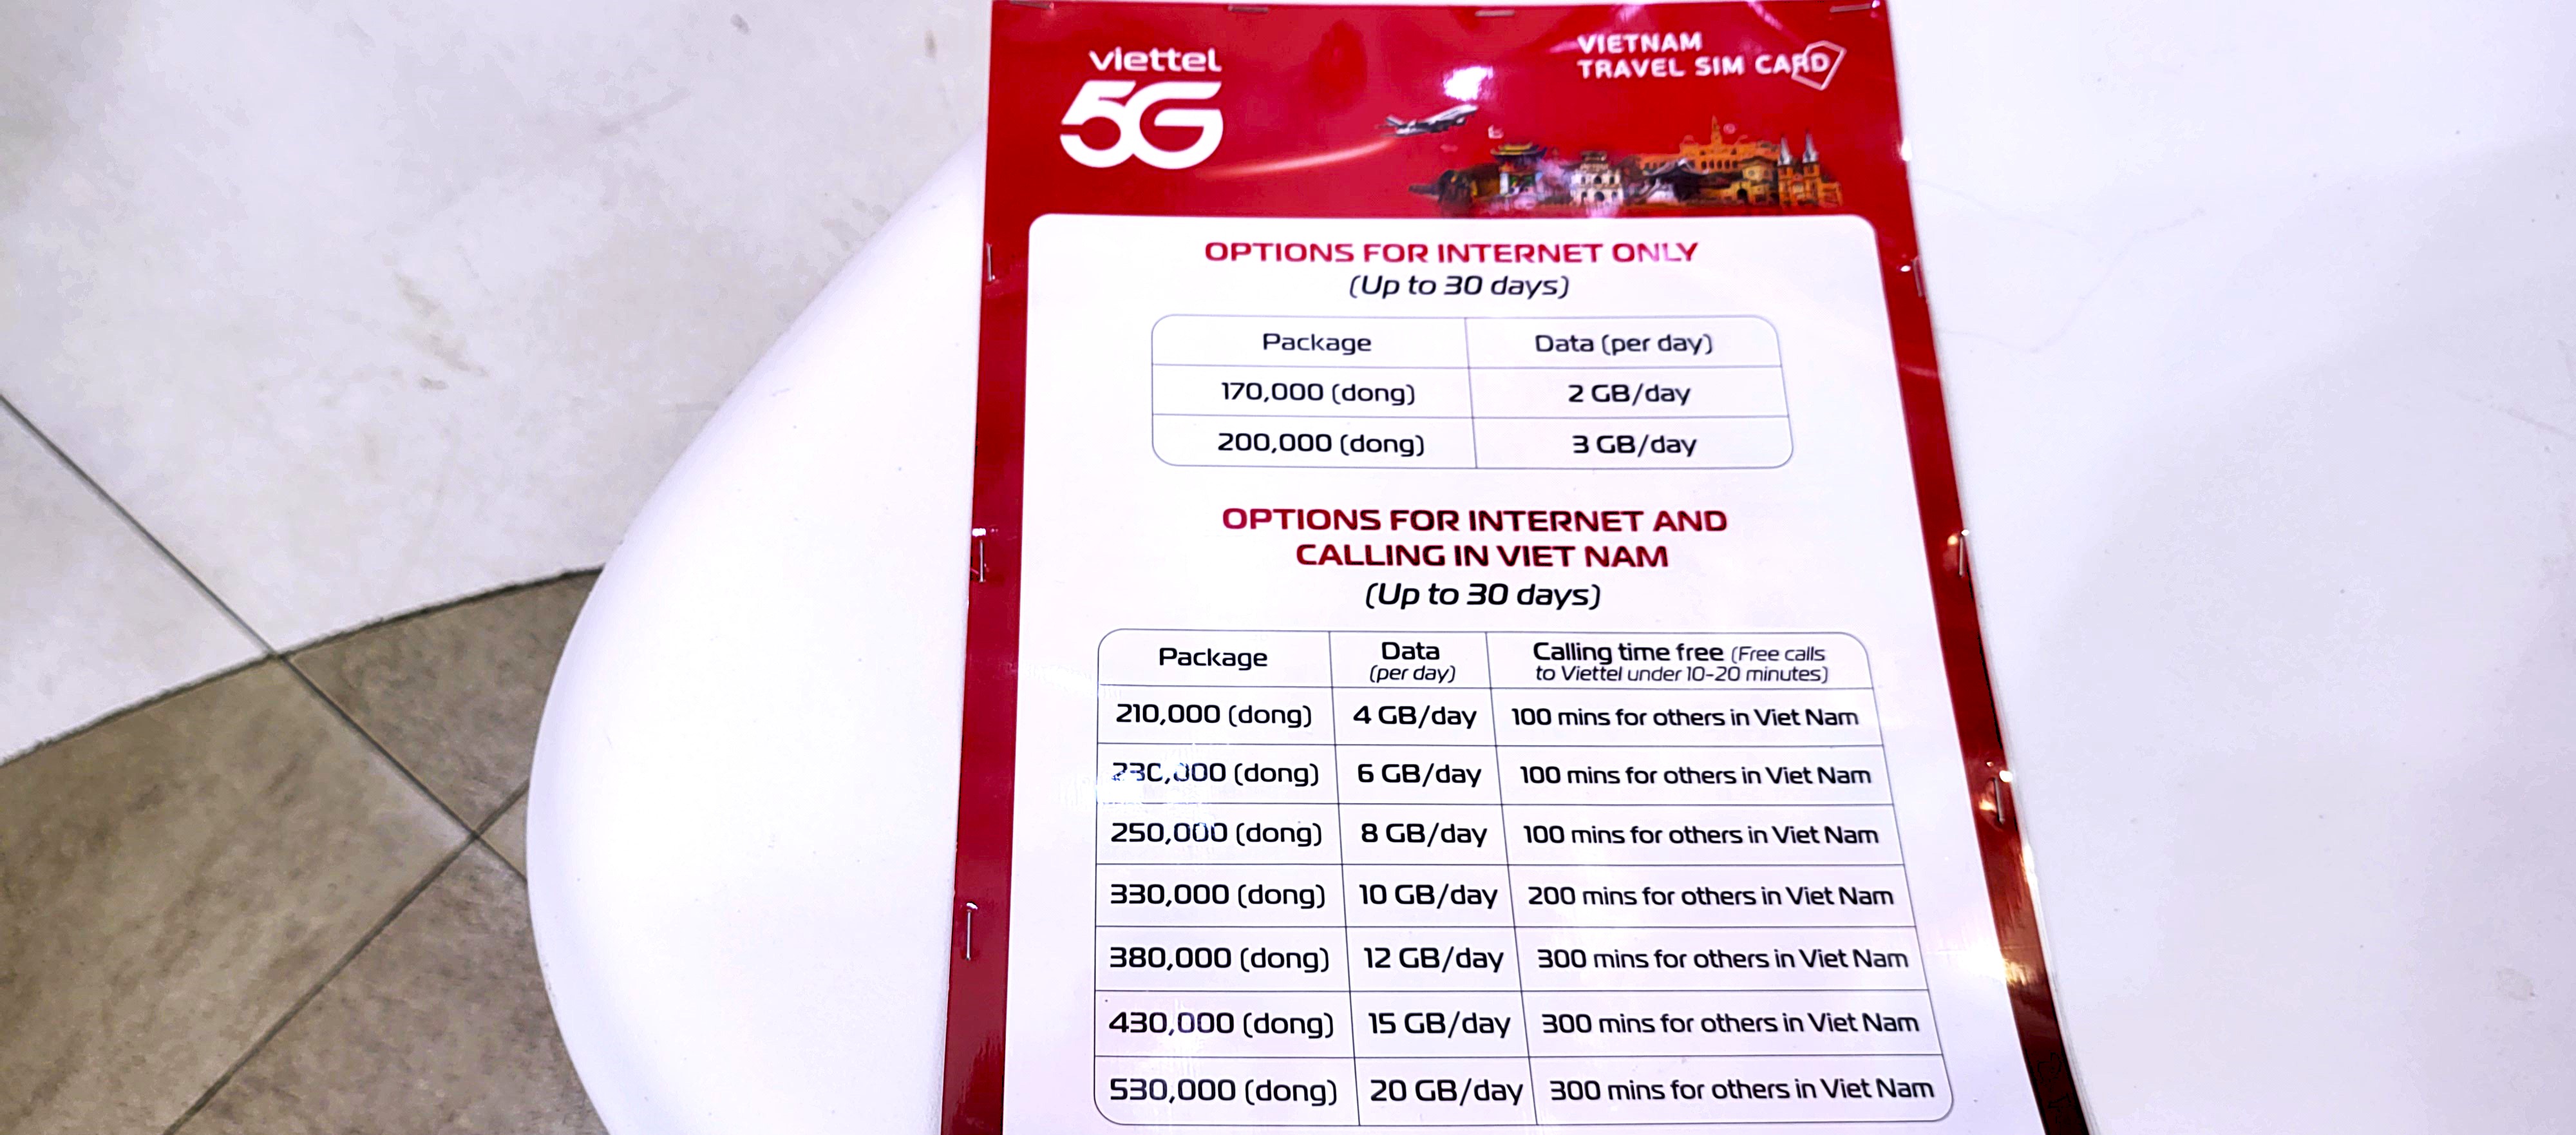 viettel
5G
VIETNAM
TRAVEL SIM CARD
OPTIONS FOR INTERNET ONLY
(Up to 30 days)
Package Data (per day)
170,000 (dong) 2 GB/day
200,000 (dong) 3 GB/day
OPTIONS FOR INTERNET AND
CALLING IN VIET NAM
(Up to 30 days)
Package Data (per day) Calling time free (Free calls
to Viettel under 10-20 minutes)
210,000 (dong) 4 GB/day 100 mins for others in Viet Nam
230,000 (dong) 6 GB/day 100 mins for others in Viet Nam
250,000 (dong) 8 GB/day 100 mins for others in Viet Nam
330,000 (dong) 10 GB/day 200 mins for others in Viet Nam
380,000 (dong) 12 GB/day 300 mins for others in Viet Nam
430,000 (dong) 15 GB/day 300 mins for others in Viet Nam
530,000 (dong) 20 GB/day 300 mins for others in Viet Nam